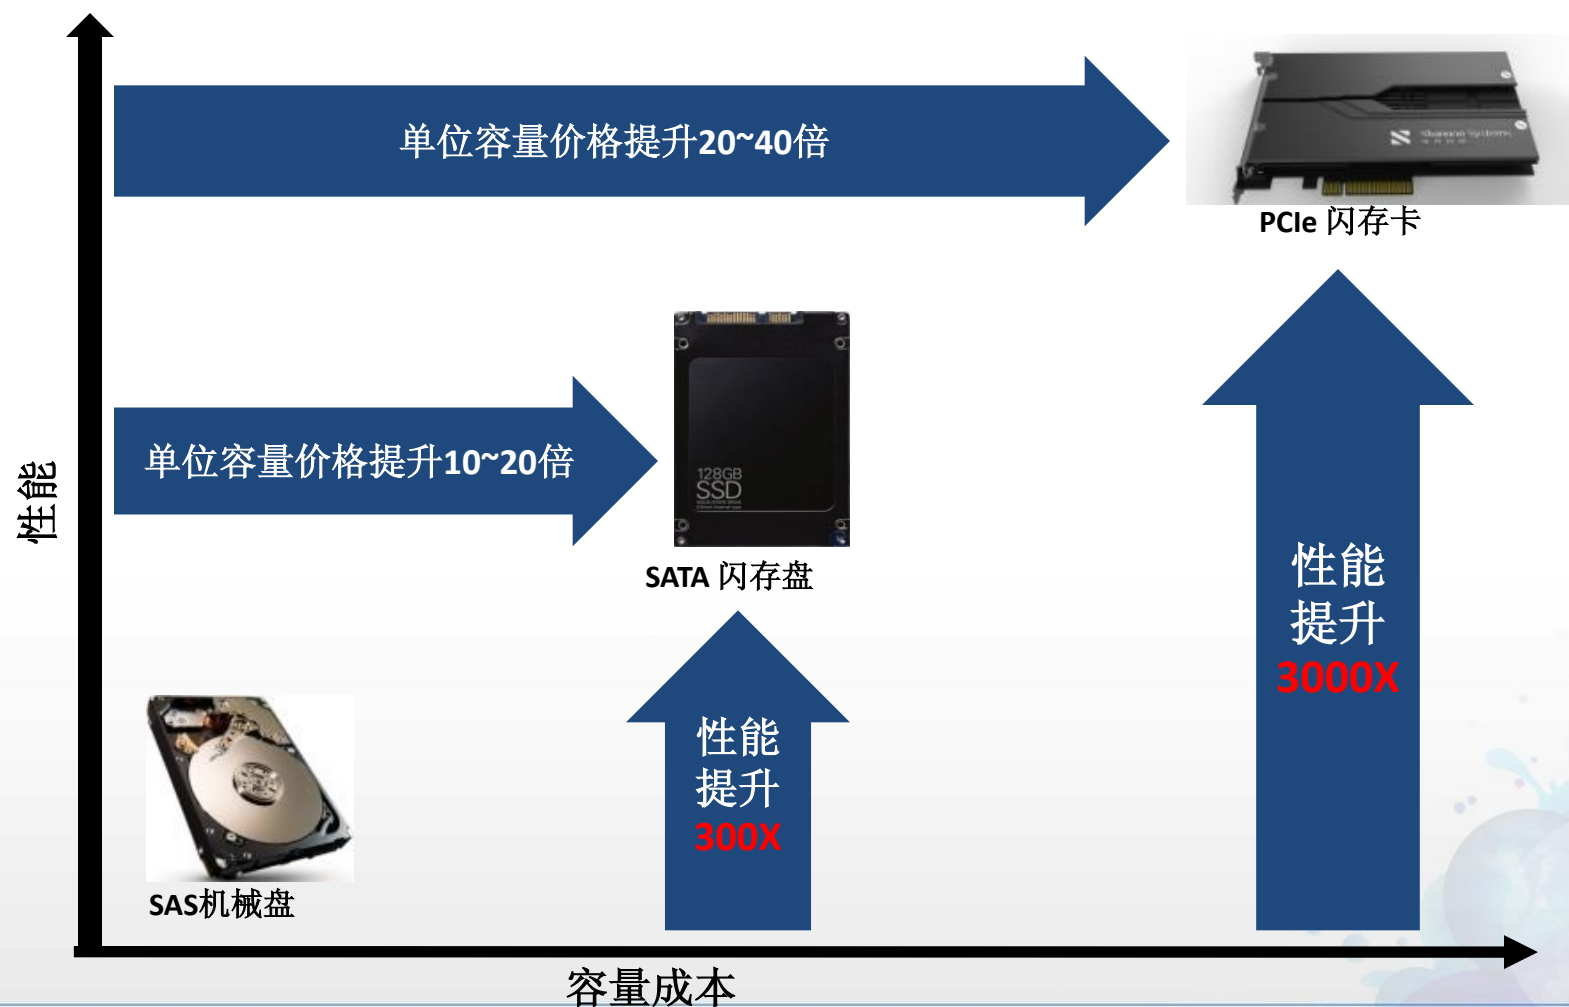 单位容量价格提升20~40倍
Shannon Systems
PCIe 闪存卡
单位容量价格提升10~20倍
128GB
SSD
SATA 闪存盘
性能
性能
提升
3000X
性能
提升
300X
SAS机械盘
容量成本